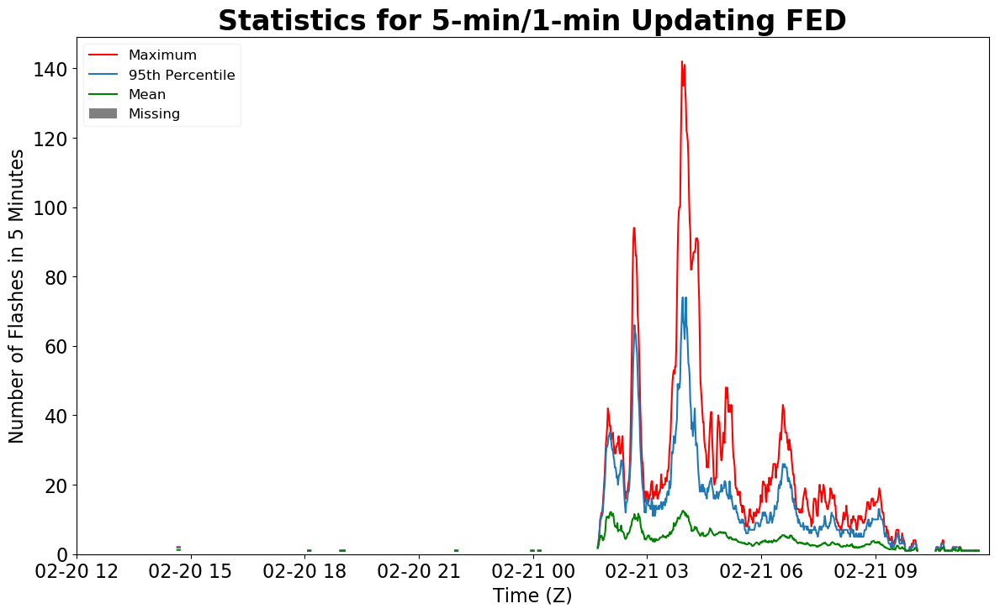 Statistics for 5-min/1-min Updating FED
Number of Flashes in 5 Minutes
140
120
100
80
60
40
20
0
Maximum
95th Percentile
Mean
Missing
02-20 12
02-20 15
02-20 18
02-20 21
02-21 00
02-21 03
02-21 06
02-21 09
Time (Z)